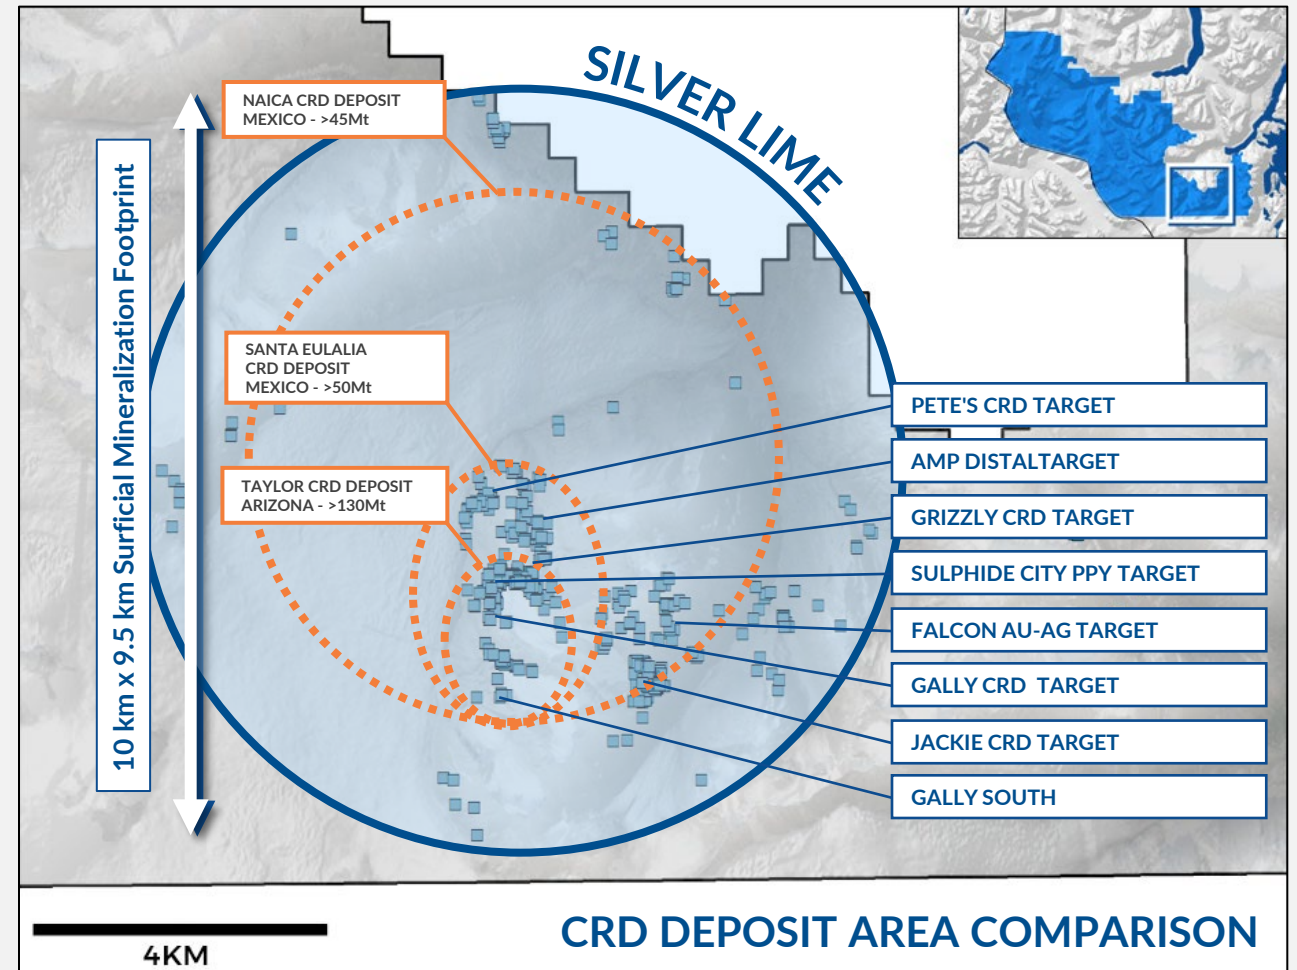 SILVER LIME
NAICA CRD DEPOSIT
MEXICO - >45Mt
10 km x 9.5 km Surficial Mineralization Footprint
SANTA EULALIA
CRD DEPOSIT
MEXICO - >50Mt
TAYLOR CRD DEPOSIT
ARIZONA - >130Mt
PETE'S CRD TARGET
AMP DISTALTARGET
GRIZZLY CRD TARGET
SULPHIDE CITY PPY TARGET
FALCON AU-AG TARGET
GALLY CRD  TARGET
JACKIE CRD TARGET
GALLY SOUTH
4KM
CRD DEPOSIT AREA COMPARISON